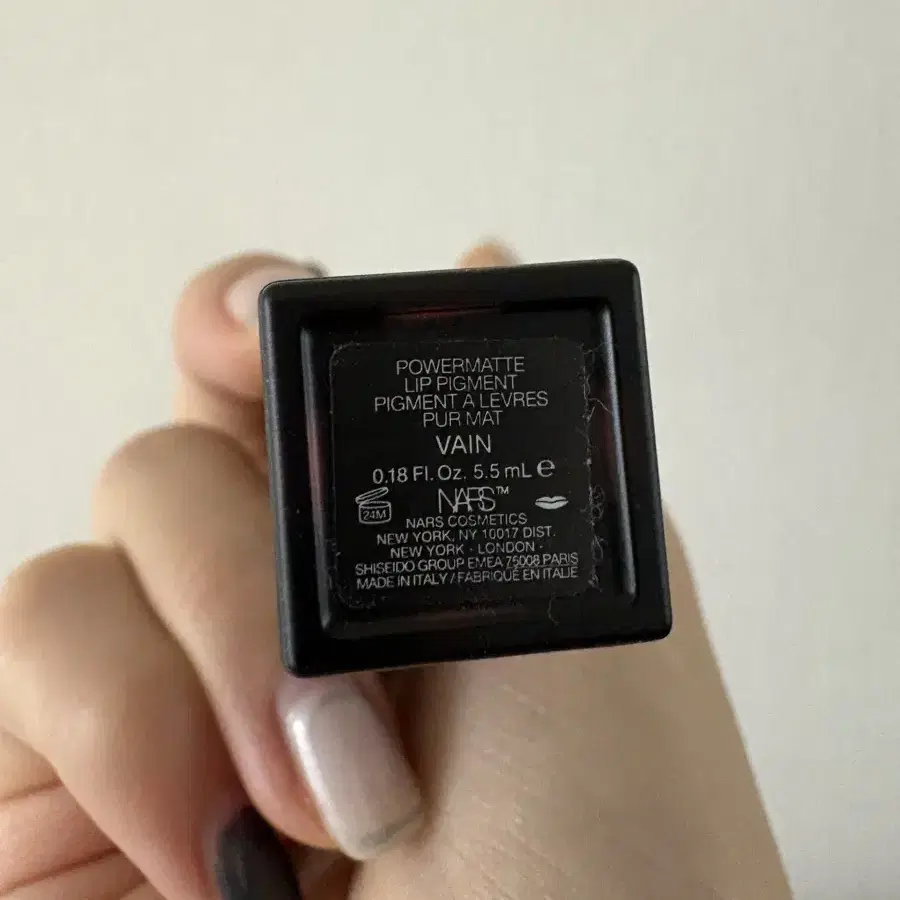 POWERMATTE
LIP PIGMENT
PIGMENT A LEVRES
PUR MAT
VAIN
0.18 Fl. Oz. 5.5 mL e
24M
NARS™
NARS COSMETICS
NEW YORK, NY 10017 DIST.
NEW YORK - LONDON -
SHISEIDO GROUP EMEA 75008 PARIS
MADE IN ITALY / FABRIQUÉ EN ITALIE